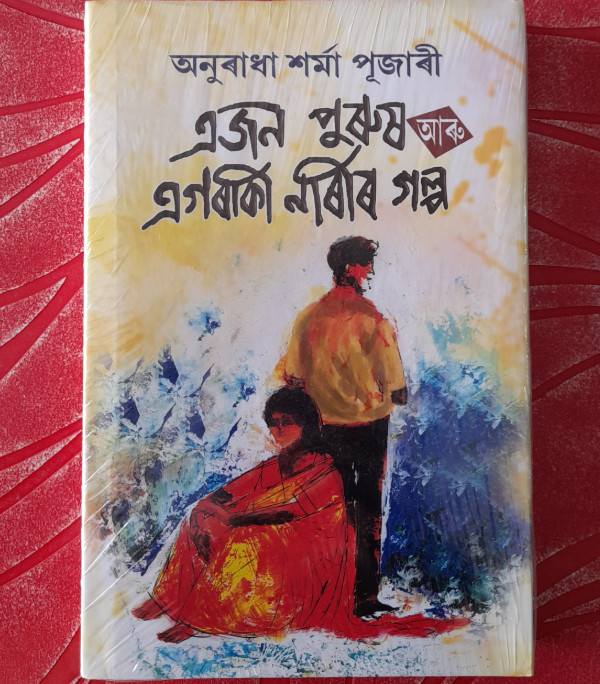 অনুৰাধা শৰ্মা পূজাৰী
এজন পুৰুষ আৰু
এগৰাকী নাৰীৰ গল্প